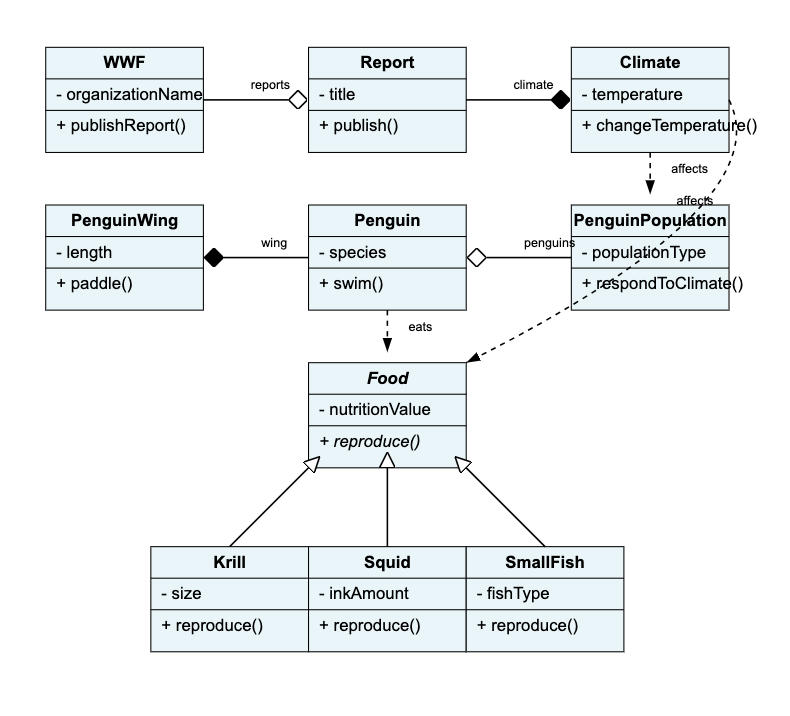 WWF
- organizationName
+ publishReport()
reports
Report
- title
+ publish()
climate
Climate
- temperature
+ changeTemperature()
affects
affects
PenguinWing
- length
+ paddle()
wing
Penguin
- species
+ swim()
penguins
PenguinPopulation
- populationType
+ respondToClimate()
eats
Food
- nutritionValue
+ reproduce()
Krill
- size
+ reproduce()
Squid
- inkAmount
+ reproduce()
SmallFish
- fishType
+ reproduce()